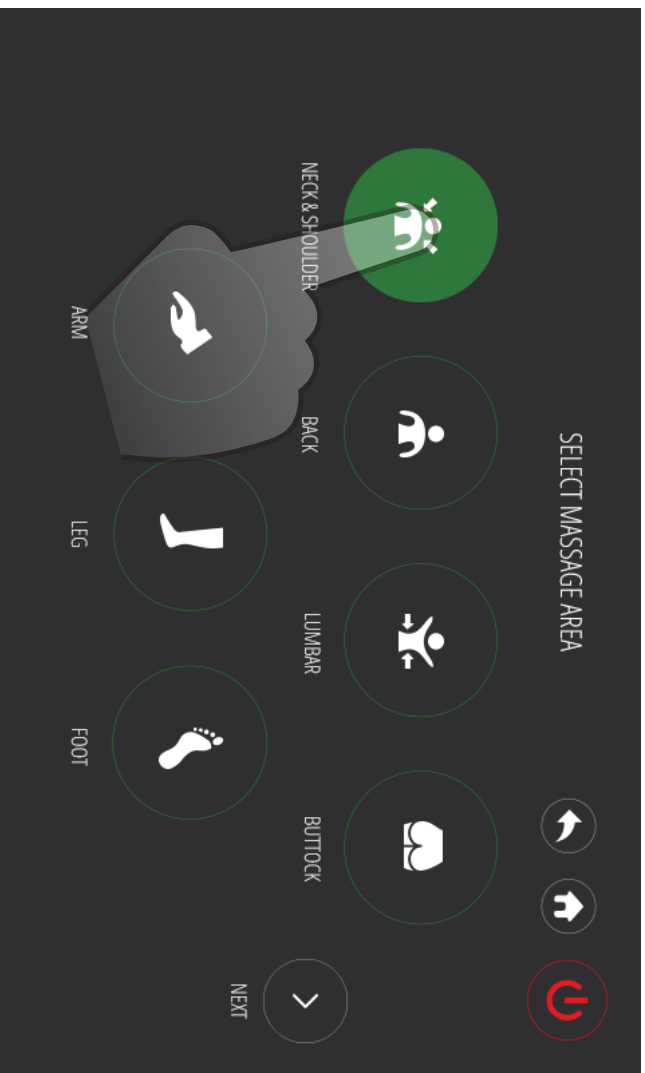 SELECT MASSAGE AREA
NECK & SHOULDER
BACK
LUMBAR
BUTTOCK
ARM
LEG
FOOT
NEXT